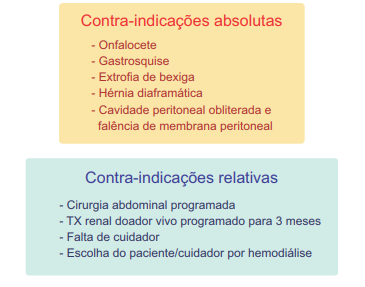 Contra-indicações absolutas
- Onfalocete
- Gastrosquise
- Extrofia de bexiga
- Hérnia diaframática
- Cavidade peritoneal obliterada e
falência de membrana peritoneal
Contra-indicações relativas
- Cirurgia abdominal programada
- TX renal doador vivo programado para 3 meses
- Falta de cuidador
- Escolha do paciente/cuidador por hemodiálise